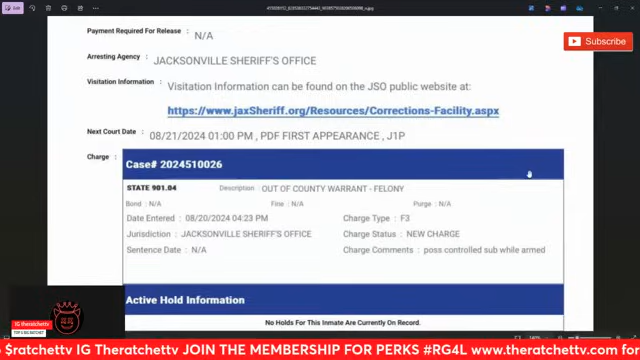 Edit
Payment Required For Release : N/A
Subscribe
Arresting Agency : JACKSONVILLE SHERIFF'S OFFICE
Visitation Information : Visitation Information can be found on the JSO public website at:
https://www.jaxSheriff.org/Resources/Corrections-Facility.aspx
Next Court Date : 08/21/2024 01:00 PM , PDF FIRST APPEARANCE , J1P
Charge :
Case# 2024510026
STATE 901.04 Description OUT OF COUNTY WARRANT - FELONY
Bond : N/A Fine : N/A Purge : N/A
Date Entered : 08/20/2024 04:23 PM Charge Type : F3
Jurisdiction : JACKSONVILLE SHERIFF'S OFFICE Charge Status : NEW CHARGE
Sentence Date : N/A Charge Comments : poss controlled sub while armed
Active Hold Information
No Holds For This Inmate Are Currently On Record.
IG theratchettv
$ratchettv IG Theratchettv JOIN THE MEMBERSHIP FOR PERKS #RG4L www.theratchettv.com fo